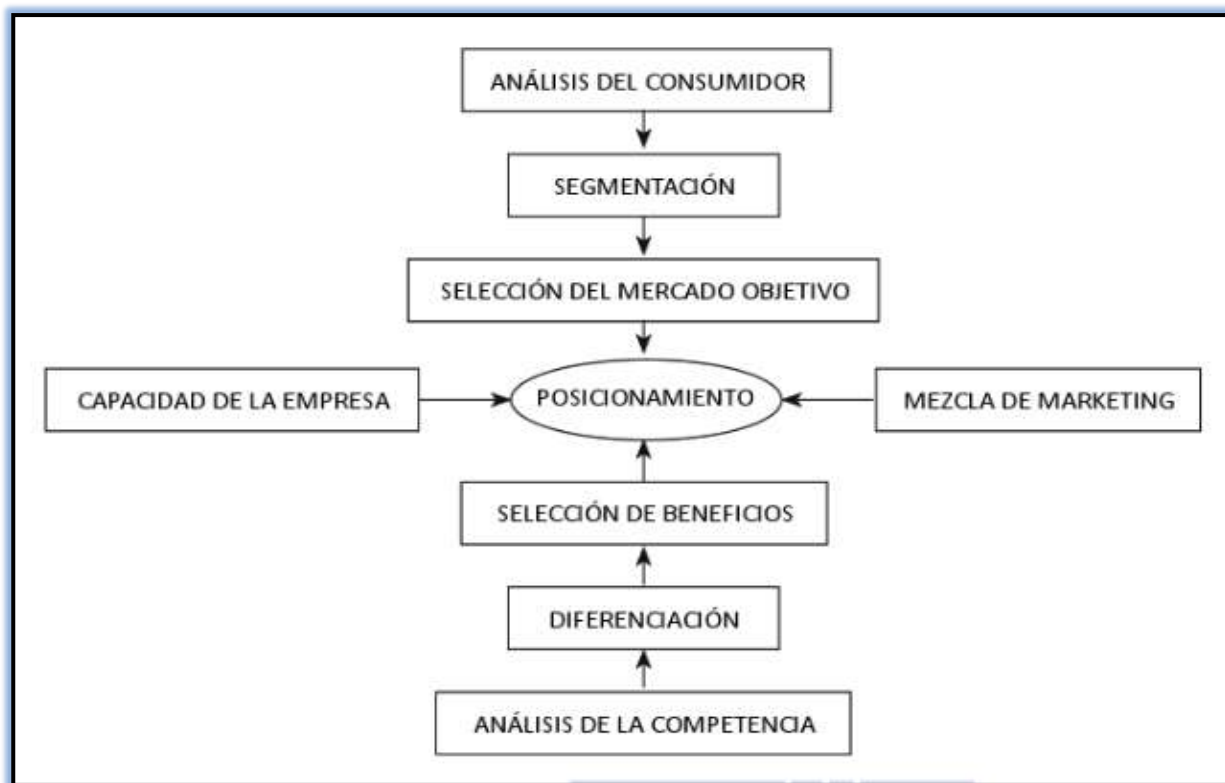 ANÁLISIS DEL CONSUMIDOR
SEGMENTACIÓN
SELECCIÓN DEL MERCADO OBJETIVO
CAPACIDAD DE LA EMPRESA
POSICIONAMIENTO
MEZCLA DE MARKETING
SELECCIÓN DE BENEFICIOS
DIFERENCIACIÓN
ANÁLISIS DE LA COMPETENCIA